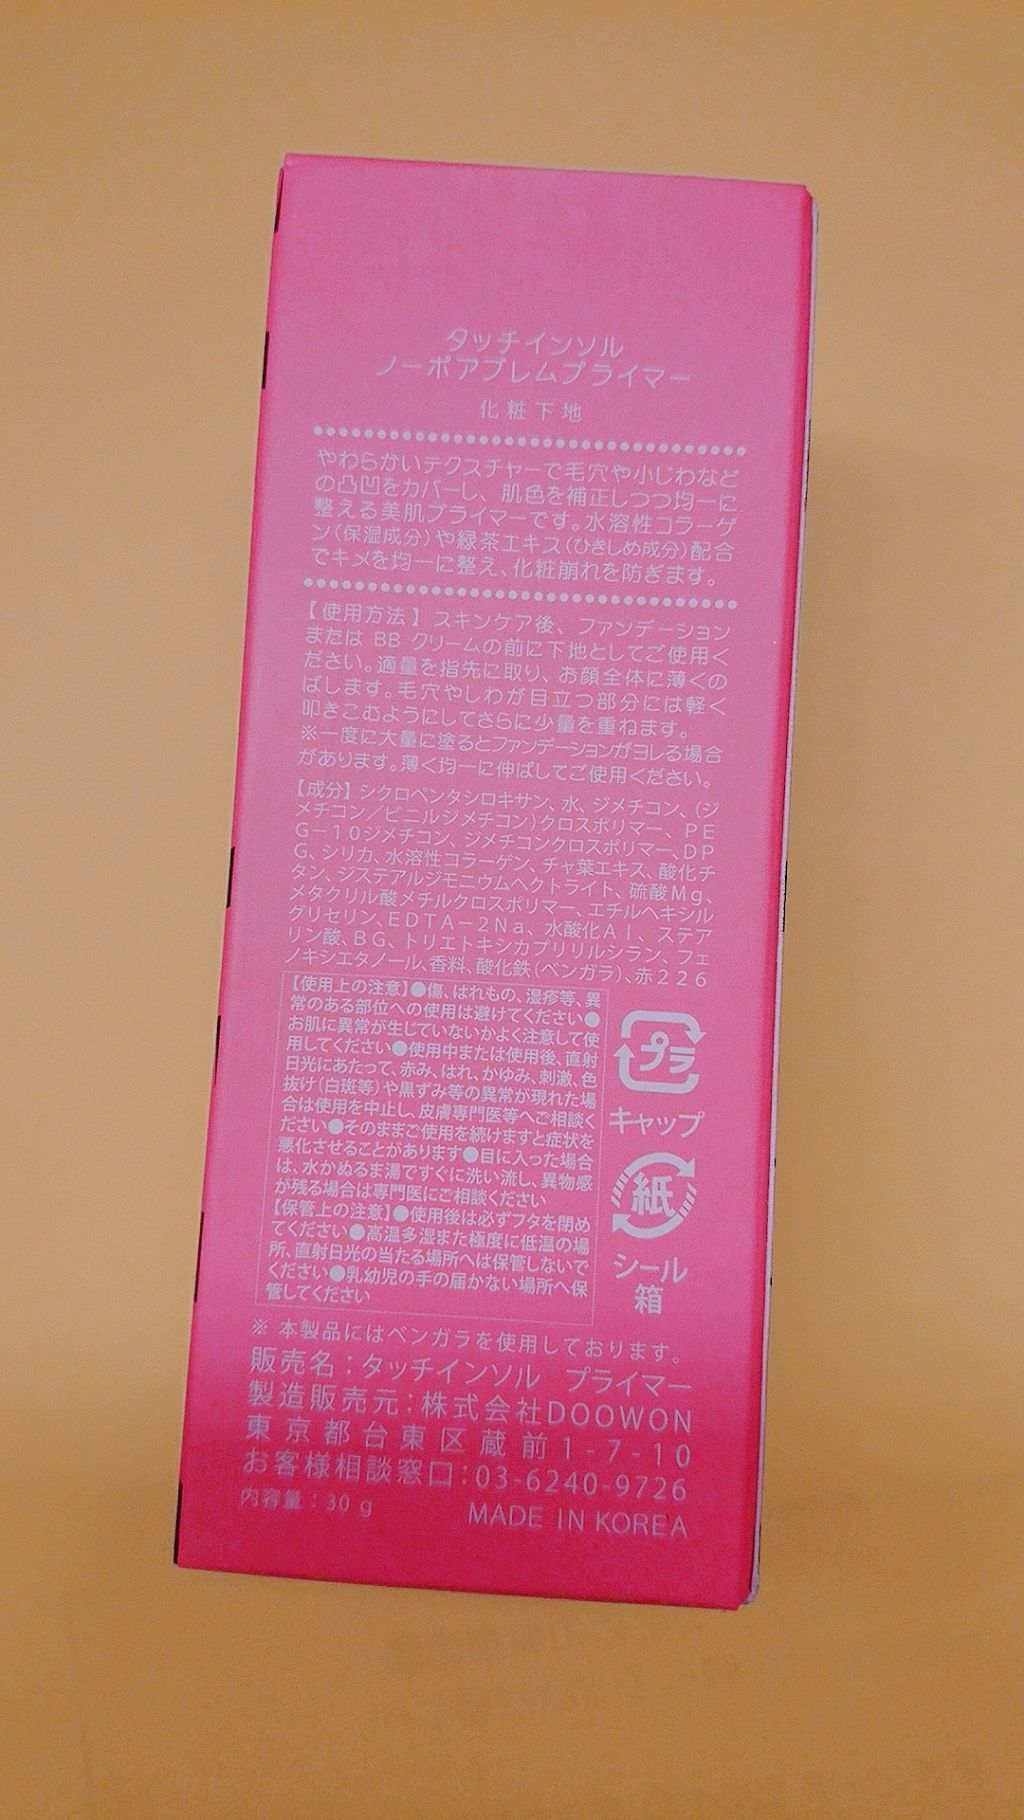 タッチインソル
ノーポアブレムプライマー
化粧下地
やわらかいテクスチャーで毛穴や小じわなど
の凸凹をカバーし、肌色を補正しつつ均一に
整える美肌プライマーです。水溶性コラーゲ
ン(保湿成分)や緑茶エキス(ひきしめ成分)配合
でキメを均一に整え、化粧崩れを防ぎます。
【使用方法】スキンケア後、ファンデーション
または BB クリームの前に下地としてご使用く
ださい。適量を指先に取り、お顔全体に薄くの
ばします。毛穴やしわが目立つ部分には軽く
叩きこむようにしてさらに少量を重ねます。
※一度に大量に塗るとファンデーションがヨレる場合
があります。薄く均一に伸ばしてご使用ください。
【成分】シクロペンタシロキサン、水、ジメチコン、(ジ
メチコン/ビニルジメチコン)クロスポリマー、PE
G-10ジメチコン、ジメチコンクロスポリマー、DP
G、シリカ、水溶性コラーゲン、チャ葉エキス、酸化チ
タン、ジステアルジモニウムヘクトライト、硫酸Mg、
メタクリル酸メチルクロスポリマー、エチルヘキシル
グリセリン、EDTA-2Na、水酸化Al、ステア
リン酸、BG、トリエトキシカプリリルシラン、フェ
ノキシエタノール、香料、酸化鉄(ベンガラ)、赤226
【使用上の注意】●傷、はれもの、湿疹等、異
常のある部位への使用は避けてください●
お肌に異常が生じていないかよく注意して使
用してください●使用中または使用後、直射
日光にあたって、赤み、はれ、かゆみ、刺激、色
抜け(白斑等)や黒ずみ等の異常が現れた場
合は使用を中止し、皮膚専門医等へご相談く
ださい●そのままご使用を続けますと症状を
悪化させることがあります●目に入った場合
は、水かぬるま湯ですぐに洗い流し、異物感
が残る場合は専門医にご相談ください
【保管上の注意】●使用後は必ずフタを閉め
てください●高温多湿また極度に低温の場
所、直射日光の当たる場所へは保管しないで
ください●乳幼児の手の届かない場所へ保
管してください
プラ
キャップ
紙
シール
箱
※ 本製品にはベンガラを使用しております。
販売名:タッチインソル プライマー
製造販売元:株式会社DOOWON
東京都台東区蔵前1-7-10
お客様相談窓口:03-6240-9726
内容量:30g
MADE IN KOREA